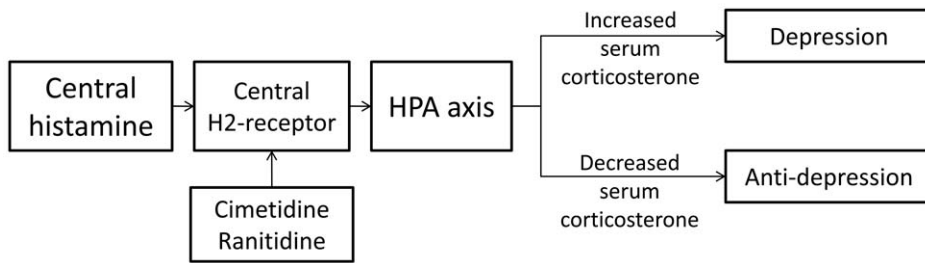 Central
histamine
Central
H2-receptor
Cimetidine
Ranitidine
HPA axis
Increased
serum
corticosterone
Depression
Decreased
serum
corticosterone
Anti-depression